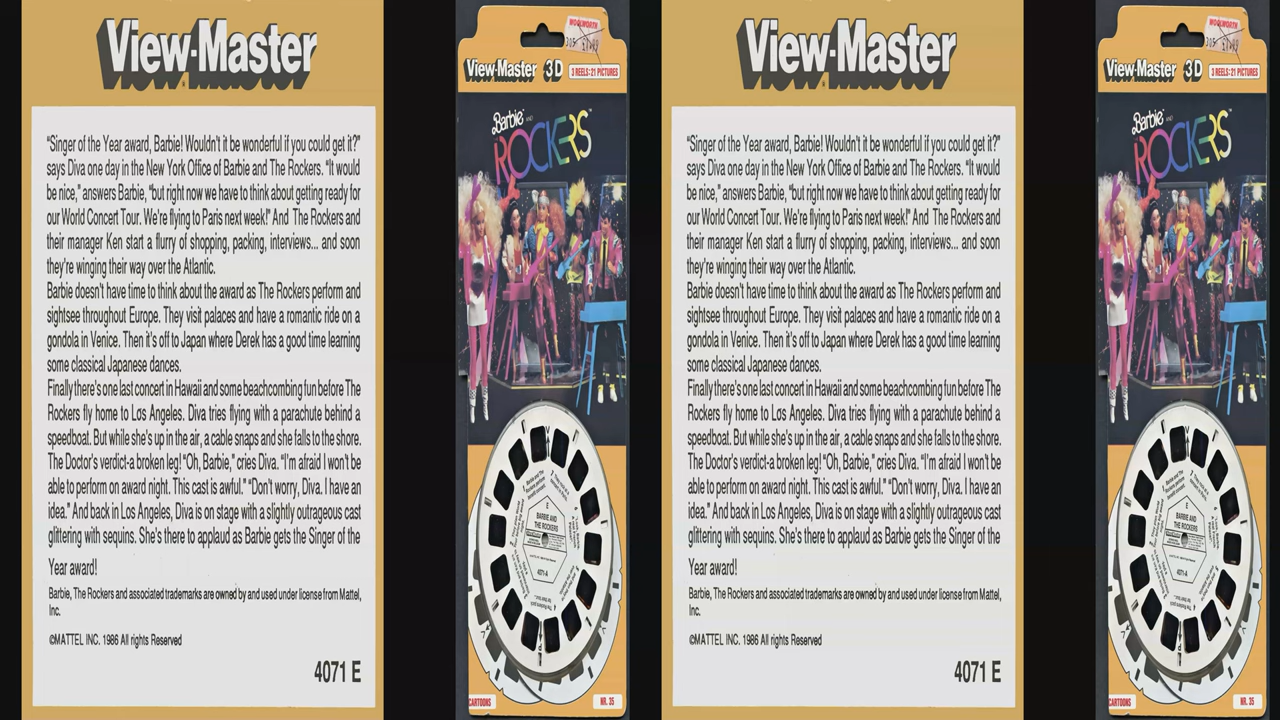 View-Master
"Singer of the Year award, Barbie! Wouldn't it be wonderful if you could get it?"
says Diva one day in the New York Office of Barbie and The Rockers. "It would
be nice," answers Barbie, "but right now we have to think about getting ready for
our World Concert Tour. We're flying to Paris next week!" And The Rockers and
their manager Ken start a flurry of shopping, packing, interviews... and soon
they're winging their way over the Atlantic.
Barbie doesn't have time to think about the award as The Rockers perform and
sightsee throughout Europe. They visit palaces and have a romantic ride on a
gondola in Venice. Then it's off to Japan where Derek has a good time learning
some classical Japanese dances.
Finally there's one last concert in Hawaii and some beachcombing fun before The
Rockers fly home to Los Angeles. Diva tries flying with a parachute behind a
speedboat. But while she's up in the air, a cable snaps and she falls to the shore.
The Doctor's verdict-a broken leg! "Oh, Barbie," cries Diva. "I'm afraid I won't be
able to perform on award night. This cast is awful." "Don't worry, Diva. I have an
idea." And back in Los Angeles, Diva is on stage with a slightly outrageous cast
glittering with sequins. She's there to applaud as Barbie gets the Singer of the
Year award!
Barbie, The Rockers and associated trademarks are owned by and used under license from Mattel,
Inc.
©MATTEL INC. 1986 All rights Reserved
4071 E
WOOLWORTH
View-Master 3D
3 REELS: 21 PICTURES
Barbie AND
ROCKERS
BARBIE AND
THE ROCKERS
4071-A
CARTOONS
NR. 35
View-Master
"Singer of the Year award, Barbie! Wouldn't it be wonderful if you could get it?"
says Diva one day in the New York Office of Barbie and The Rockers. "It would
be nice," answers Barbie, "but right now we have to think about getting ready for
our World Concert Tour. We're flying to Paris next week!" And The Rockers and
their manager Ken start a flurry of shopping, packing, interviews... and soon
they're winging their way over the Atlantic.
Barbie doesn't have time to think about the award as The Rockers perform and
sightsee throughout Europe. They visit palaces and have a romantic ride on a
gondola in Venice. Then it's off to Japan where Derek has a good time learning
some classical Japanese dances.
Finally there's one last concert in Hawaii and some beachcombing fun before The
Rockers fly home to Los Angeles. Diva tries flying with a parachute behind a
speedboat. But while she's up in the air, a cable snaps and she falls to the shore.
The Doctor's verdict-a broken leg! "Oh, Barbie," cries Diva. "I'm afraid I won't be
able to perform on award night. This cast is awful." "Don't worry, Diva. I have an
idea." And back in Los Angeles, Diva is on stage with a slightly outrageous cast
glittering with sequins. She's there to applaud as Barbie gets the Singer of the
Year award!
Barbie, The Rockers and associated trademarks are owned by and used under license from Mattel,
Inc.
©MATTEL INC. 1986 All rights Reserved
4071 E
WOOLWORTH
View-Master 3D
3 REELS: 21 PICTURES
Barbie AND
ROCKERS
BARBIE AND
THE ROCKERS
4071-A
CARTOONS
NR. 35